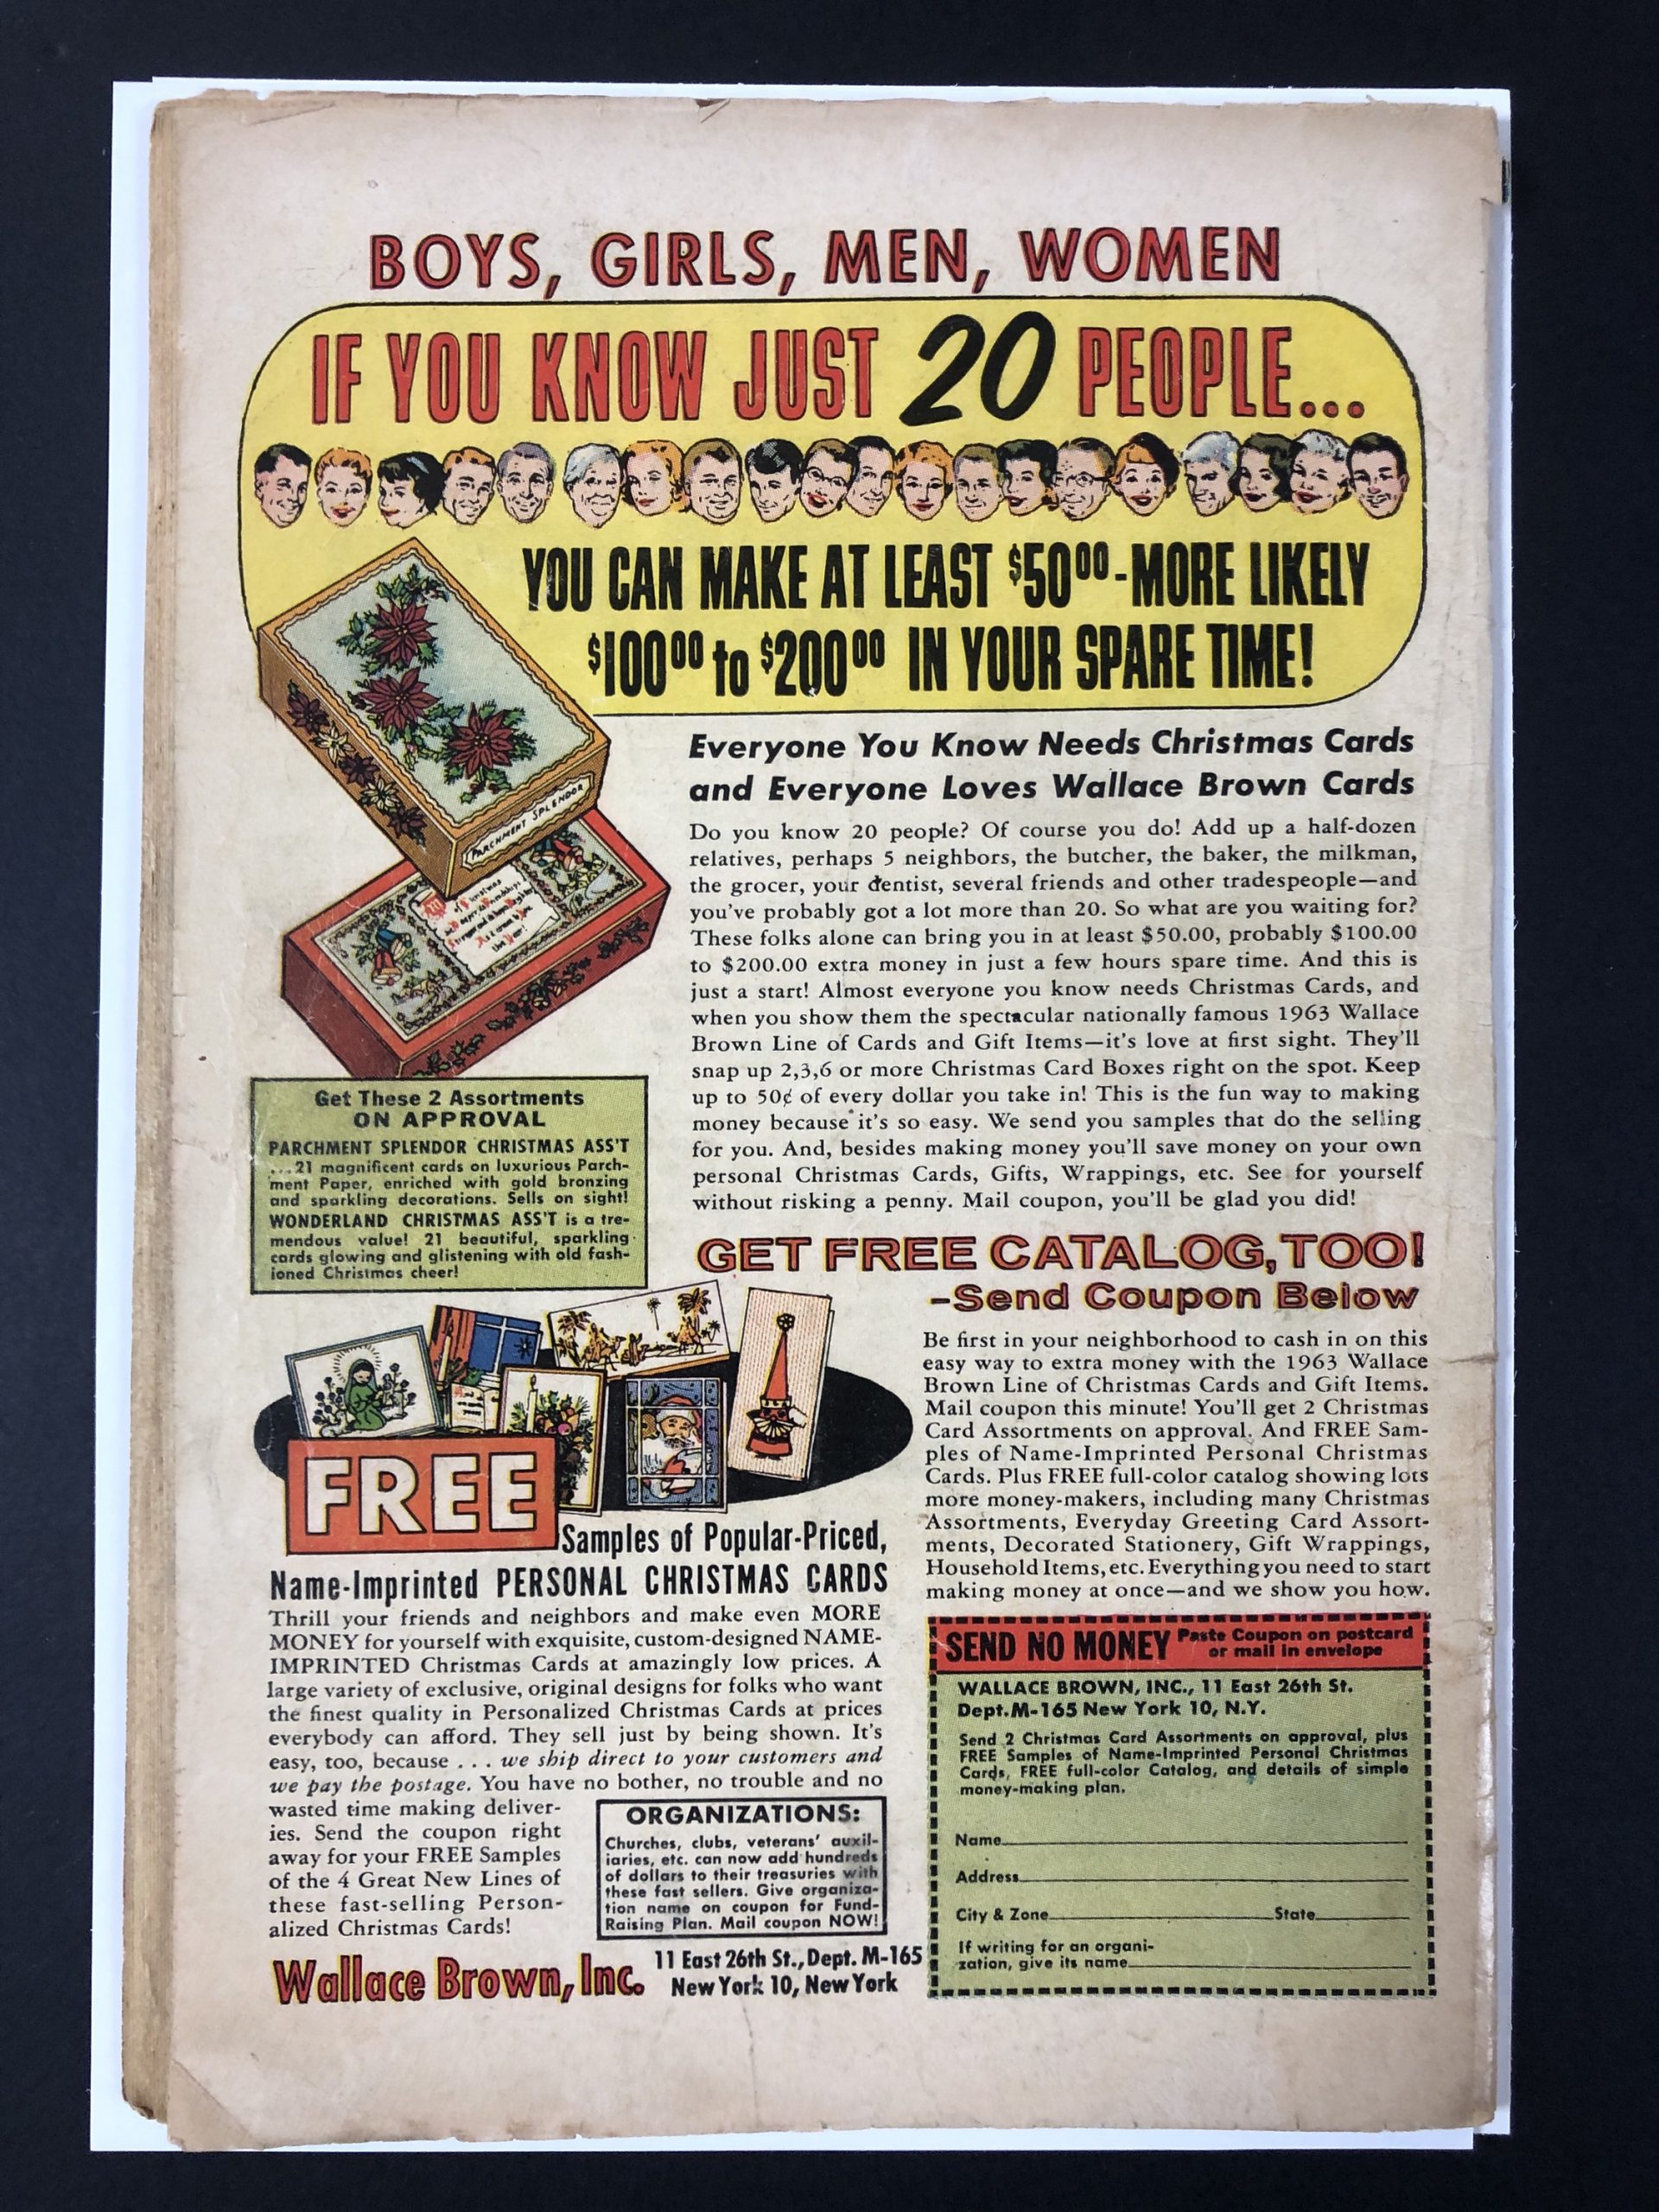 BOYS, GIRLS, MEN, WOMEN
IF YOU KNOW JUST 20 PEOPLE...
YOU CAN MAKE AT LEAST $50.00-MORE LIKELY
$100.00 to $200.00 IN YOUR SPARE TIME!
PARCHMENT SPLENDOR
Everyone You Know Needs Christmas Cards
and Everyone Loves Wallace Brown Cards
Do you know 20 people? Of course you do! Add up a half-dozen
relatives, perhaps 5 neighbors, the butcher, the baker, the milkman,
the grocer, your dentist, several friends and other tradespeople—and
you've probably got a lot more than 20. So what are you waiting for?
These folks alone can bring you in at least $50.00, probably $100.00
to $200.00 extra money in just a few hours spare time. And this is
just a start! Almost everyone you know needs Christmas Cards, and
when you show them the spectacular nationally famous 1963 Wallace
Brown Line of Cards and Gift Items—it's love at first sight. They'll
snap up 2,3,6 or more Christmas Card Boxes right on the spot. Keep
up to 50¢ of every dollar you take in! This is the fun way to making
money because it's so easy. We send you samples that do the selling
for you. And, besides making money you'll save money on your own
personal Christmas Cards, Gifts, Wrappings, etc. See for yourself
without risking a penny. Mail coupon, you'll be glad you did!
Get These 2 Assortments
ON APPROVAL
PARCHMENT SPLENDOR CHRISTMAS ASS'T
...21 magnificent cards on luxurious Parch-
ment Paper, enriched with gold bronzing
and sparkling decorations. Sells on sight!
WONDERLAND CHRISTMAS ASS'T is a tre-
mendous value! 21 beautiful, sparkling
cards glowing and glistening with old fash-
ioned Christmas cheer!
GET FREE CATALOG, TOO!
-Send Coupon Below
Be first in your neighborhood to cash in on this
easy way to extra money with the 1963 Wallace
Brown Line of Christmas Cards and Gift Items.
Mail coupon this minute! You'll get 2 Christmas
Card Assortments on approval. And FREE Sam-
ples of Name-Imprinted Personal Christmas
Cards. Plus FREE full-color catalog showing lots
more money-makers, including many Christmas
Assortments, Everyday Greeting Card Assort-
ments, Decorated Stationery, Gift Wrappings,
Household Items, etc. Everything you need to start
making money at once—and we show you how.
FREE
Samples of Popular-Priced,
Name-Imprinted PERSONAL CHRISTMAS CARDS
Thrill your friends and neighbors and make even MORE
MONEY for yourself with exquisite, custom-designed NAME-
IMPRINTED Christmas Cards at amazingly low prices. A
large variety of exclusive, original designs for folks who want
the finest quality in Personalized Christmas Cards at prices
everybody can afford. They sell just by being shown. It's
easy, too, because . . . we ship direct to your customers and
we pay the postage. You have no bother, no trouble and no
wasted time making deliver-
ies. Send the coupon right
away for your FREE Samples
of the 4 Great New Lines of
these fast-selling Person-
alized Christmas Cards!
ORGANIZATIONS:
Churches, clubs, veterans' auxil-
iaries, etc. can now add hundreds
of dollars to their treasuries with
these fast sellers. Give organiza-
tion name on coupon for Fund-
Raising Plan. Mail coupon NOW!
Wallace Brown, Inc.
11 East 26th St., Dept. M-165
New York 10, New York
SEND NO MONEY Paste Coupon on postcard
or mail in envelope
WALLACE BROWN, INC., 11 East 26th St.
Dept. M-165 New York 10, N.Y.
Send 2 Christmas Card Assortments on approval, plus
FREE Samples of Name-Imprinted Personal Christmas
Cards, FREE full-color Catalog, and details of simple
money-making plan.
Name
Address
City & Zone State
If writing for an organi-
zation, give its name